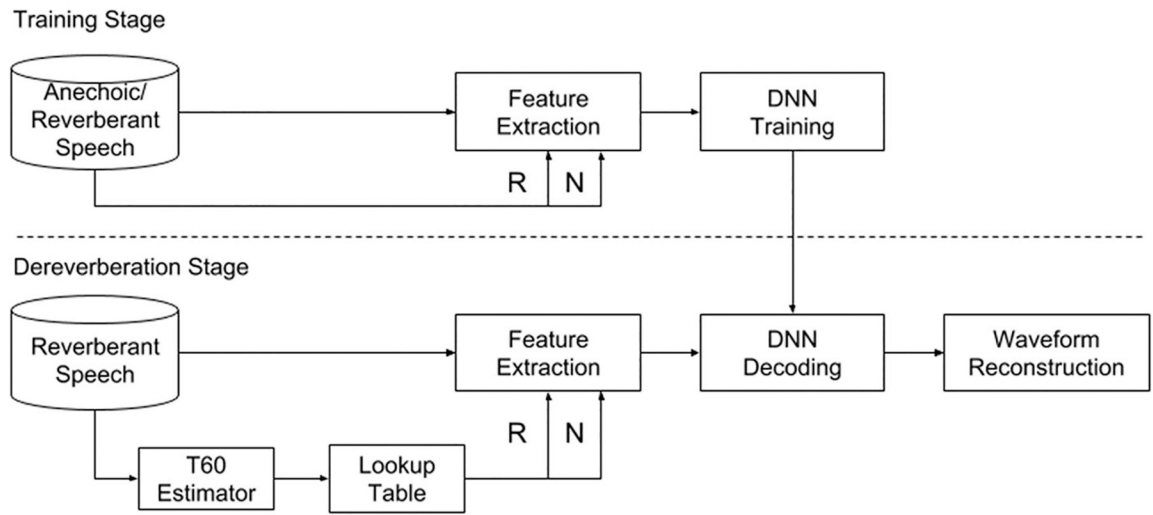 Training Stage
Anechoic/
Reverberant
Speech
Feature
Extraction
DNN
Training
R N
Dereverberation Stage
Reverberant
Speech
Feature
Extraction
DNN
Decoding
Waveform
Reconstruction
R N
T60
Estimator
Lookup
Table